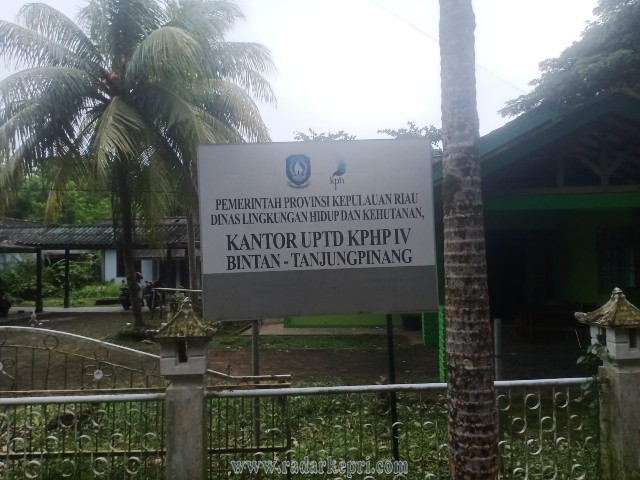 kph
PEMERINTAH PROVINSI KEPULAUAN RIAU
DINAS LINGKUNGAN HIDUP DAN KEHUTANAN,
KANTOR UPTD KPHP IV
BINTAN - TANJUNGPINANG
www.radarkepri.com